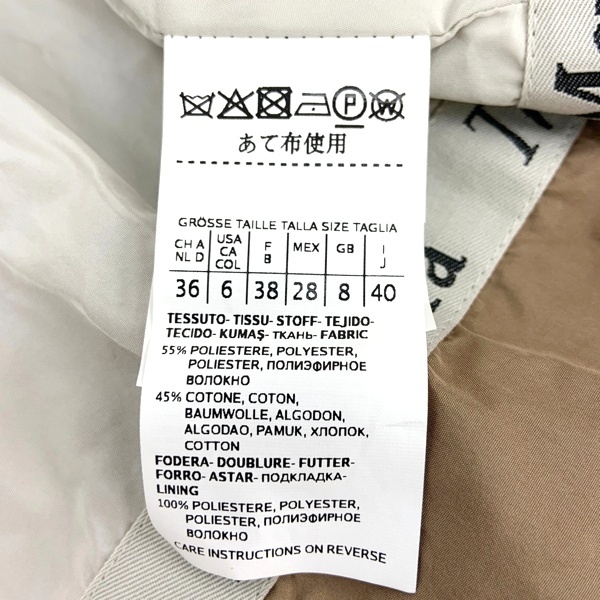 P W
あて布使用
GRÖSSE TAILLE TALLA SIZE TAGLIA
CH A NL D USA CA COL F B MEX GB I J
36 6 38 28 8 40
TESSUTO- TISSU- STOFF- TEJIDO-
TECIDO- KUMAŞ- ТКАНЬ- FABRIC
55% POLIESTERE, POLYESTER,
POLIESTER, ПОЛИЭФИРНОЕ
ВОЛОКНО
45% COTONE, COTON,
BAUMWOLLE, ALGODON,
ALGODAO, PAMUK, ХЛОПОК,
COTTON
FODERA- DOUBLURE- FUTTER-
FORRO- ASTAR- ПОДКЛАДКА-
LINING
100% POLIESTERE, POLYESTER,
POLIESTER, ПОЛИЭФИРНОЕ
ВОЛОКНО
CARE INSTRUCTIONS ON REVERSE